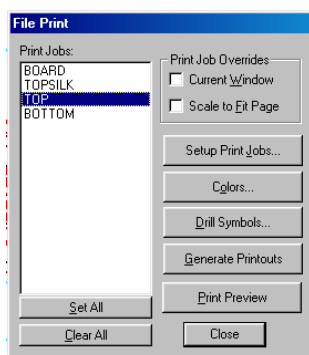 File Print
Print Jobs:
BOARD
TOPSILK
TOP
BOTTOM
Set All
Clear All
Print Job Overrides
Current Window
Scale to Fit Page
Setup Print Jobs...
Colors...
Drill Symbols...
Generate Printouts
Print Preview
Close